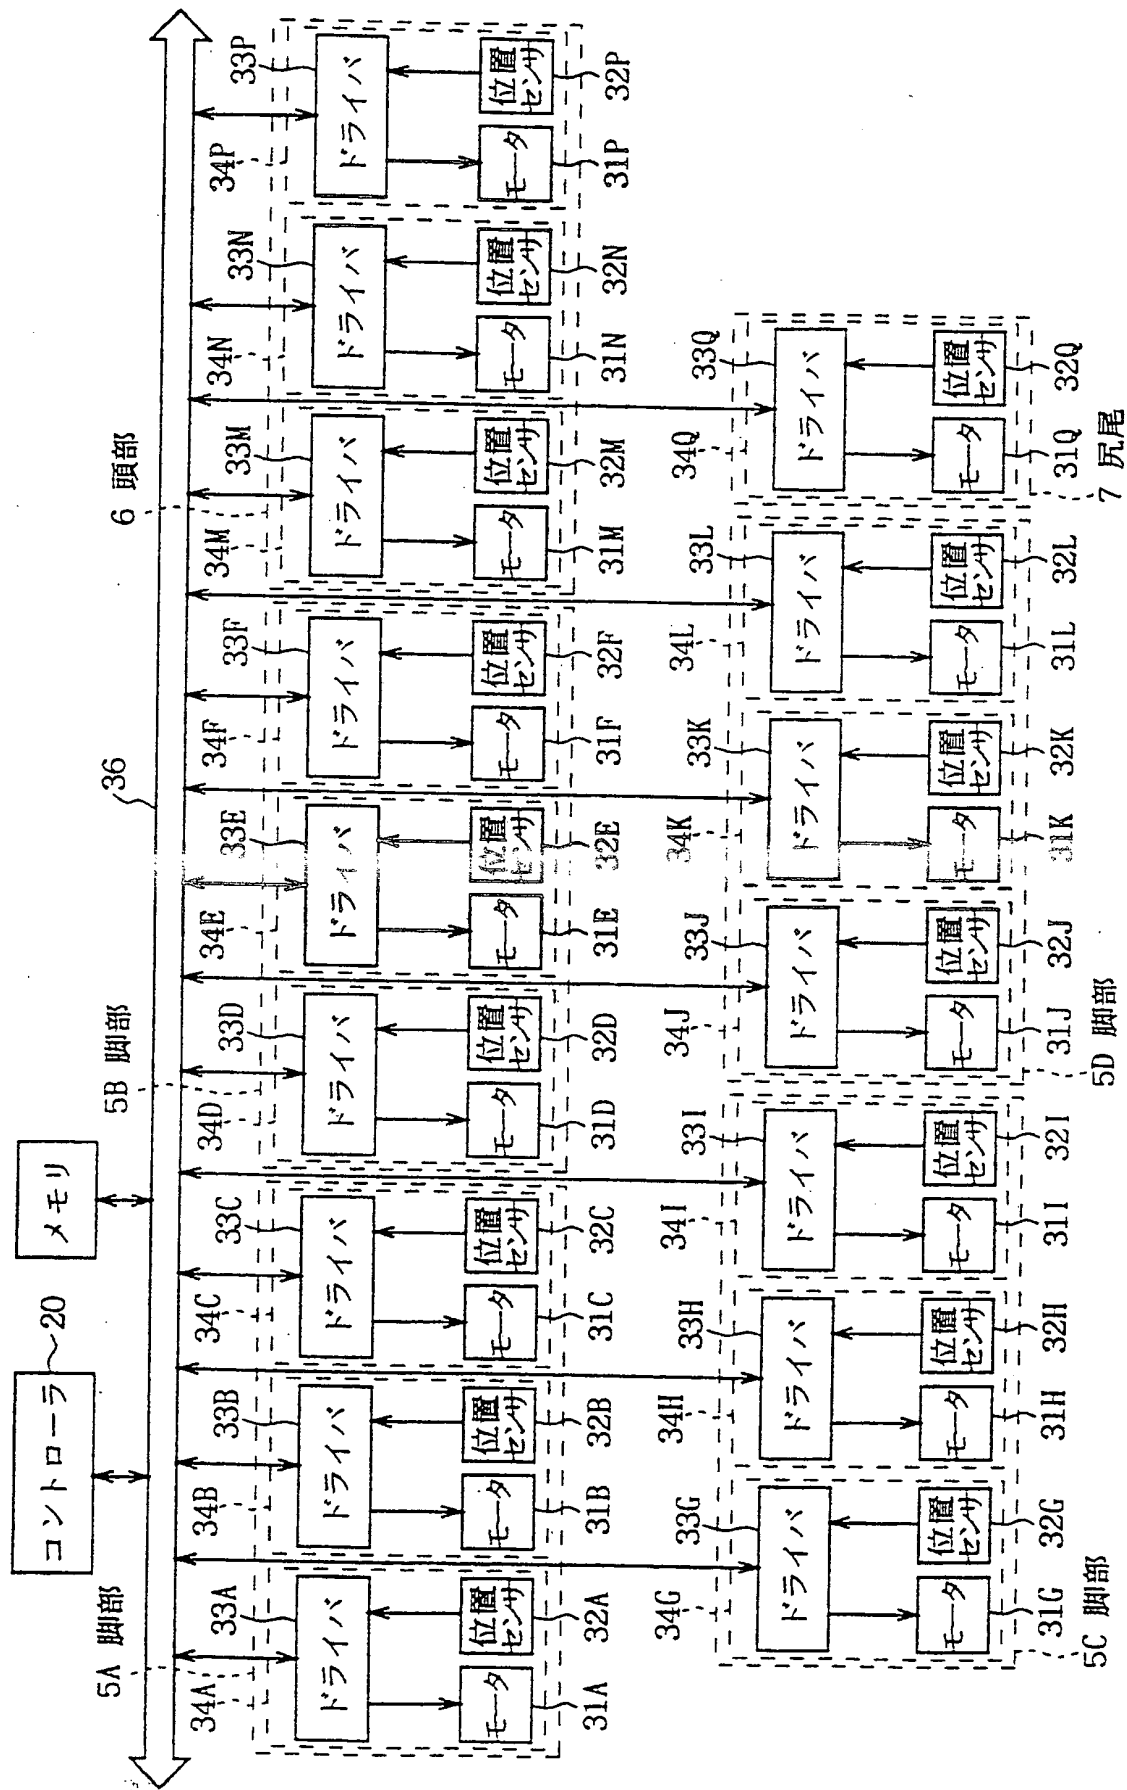 コントローラ
20
メモリ
36
5A 脚部
34A
33A
ドライバ
モータ
31A
位置
センサ
32A
34B
33B
ドライバ
モータ
31B
位置
センサ
32B
34C
33C
ドライバ
モータ
31C
位置
センサ
32C
5B 脚部
34D
33D
ドライバ
モータ
31D
位置
センサ
32D
34E
33E
ドライバ
モータ
31E
位置
センサ
32E
34F
33F
ドライバ
モータ
31F
位置
センサ
32F
6 頭部
34M
33M
ドライバ
モータ
31M
位置
センサ
32M
34N
33N
ドライバ
モータ
31N
位置
センサ
32N
34P
33P
ドライバ
モータ
31P
位置
センサ
32P
34G
33G
ドライバ
モータ
31G
位置
センサ
32G
5C 脚部
34H
33H
ドライバ
モータ
31H
位置
センサ
32H
34I
33I
ドライバ
モータ
31I
位置
センサ
32I
34J
33J
ドライバ
モータ
31J
位置
センサ
32J
5D 脚部
34K
33K
ドライバ
モータ
31K
位置
センサ
32K
34L
33L
ドライバ
モータ
31L
位置
センサ
32L
34Q
33Q
ドライバ
モータ
31Q
位置
センサ
32Q
7 尻尾